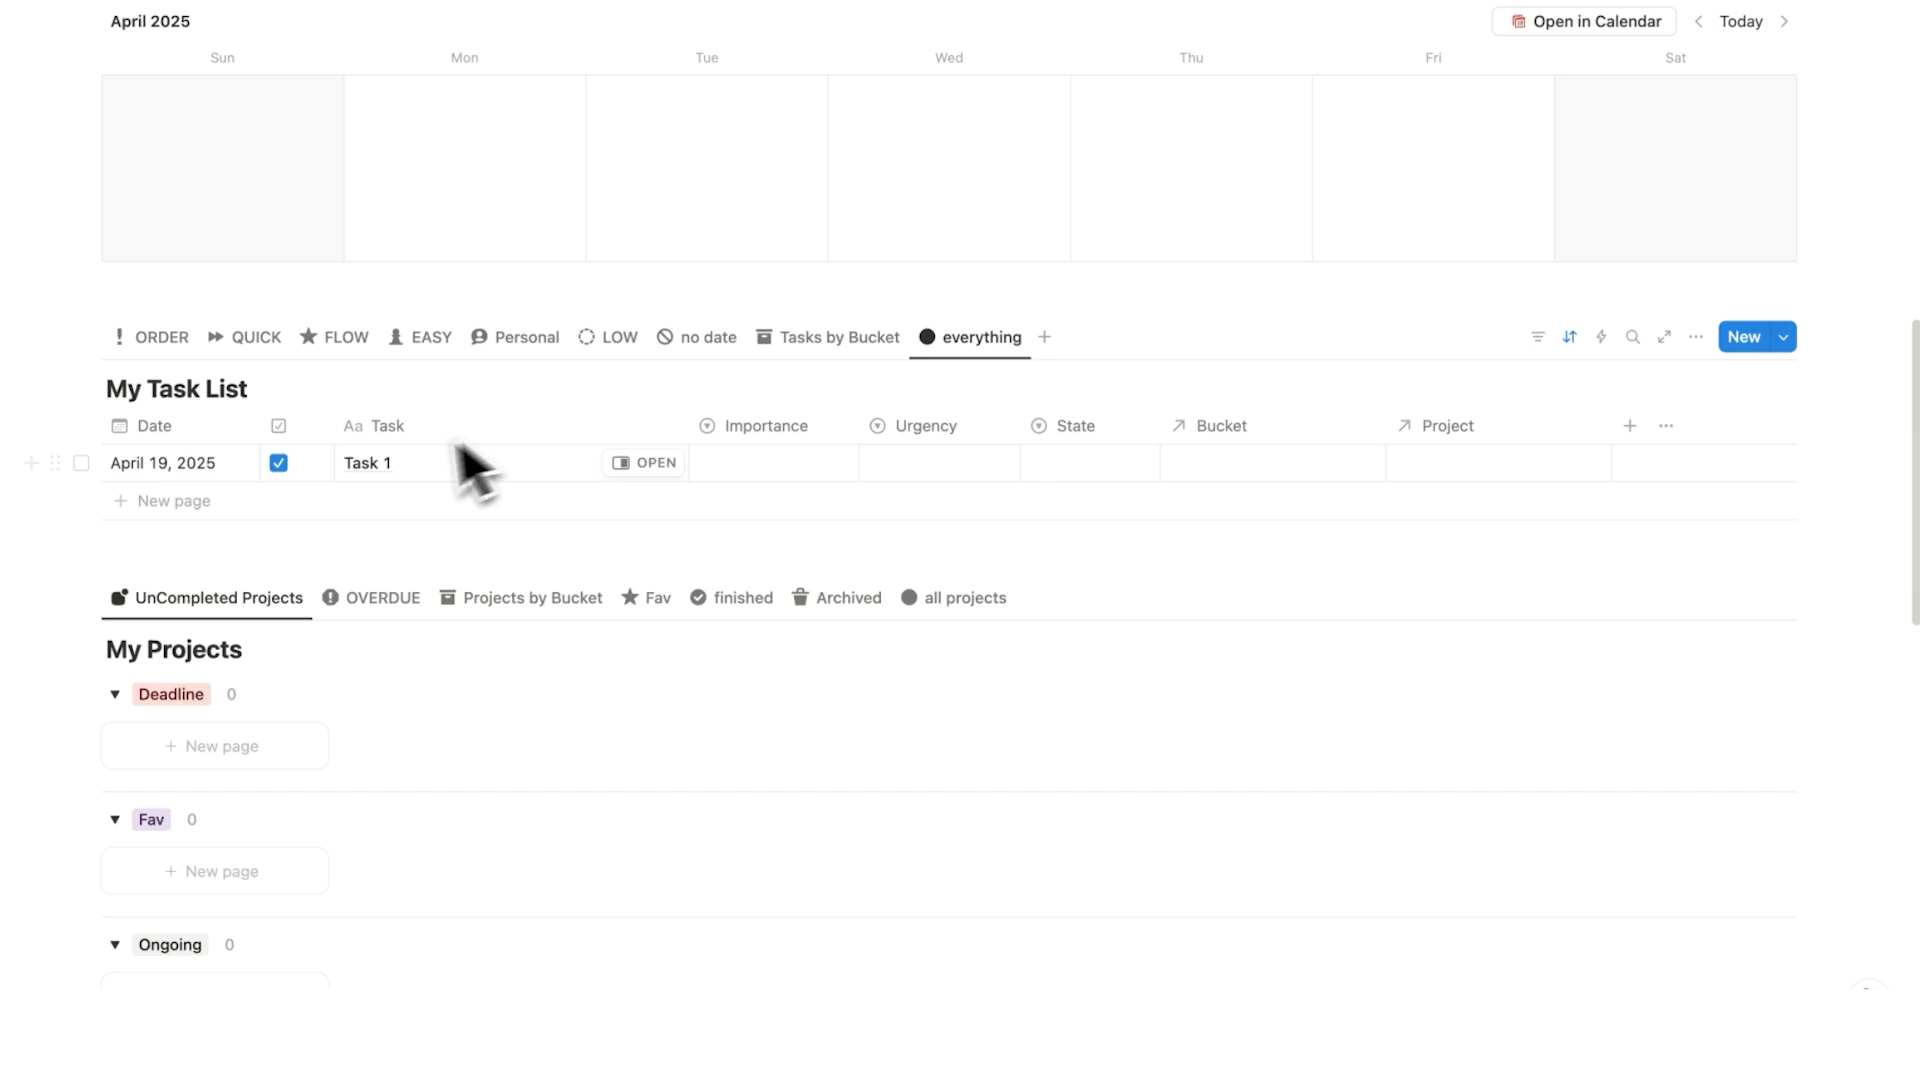 April 2025
Open in Calendar
Today
Sun Mon Tue Wed Thu Fri Sat
ORDER QUICK FLOW EASY Personal LOW no date Tasks by Bucket everything
New
My Task List
Date Aa Task Importance Urgency State Bucket Project
April 19, 2025 Task 1 OPEN
New page
UnCompleted Projects OVERDUE Projects by Bucket Fav finished Archived all projects
My Projects
Deadline 0
New page
Fav 0
New page
Ongoing 0